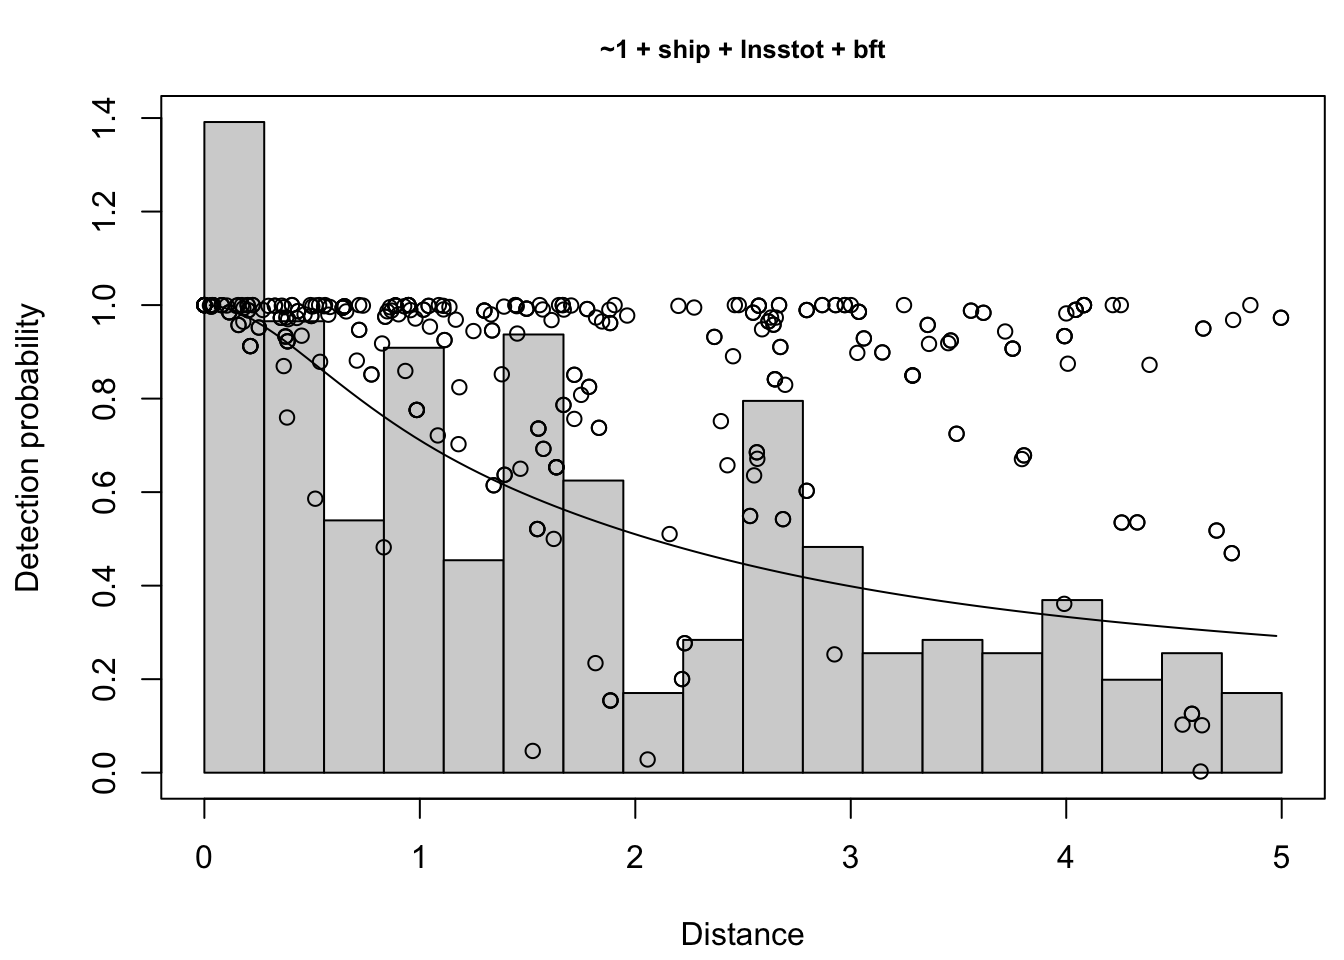 ~1 + ship + lnsstot + bft
Detection probability
1.4
1.2
1.0
0.8
0.6
0.4
0.2
0.0
0 1 2 3 4 5
Distance